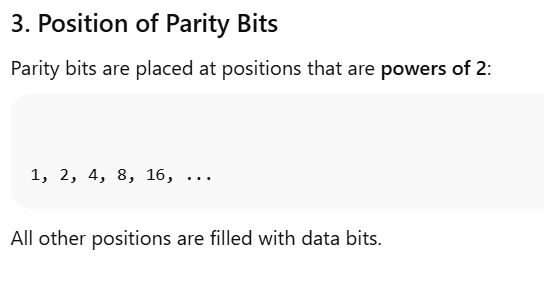 3. Position of Parity Bits
Parity bits are placed at positions that are powers of 2:
1, 2, 4, 8, 16, ...
All other positions are filled with data bits.